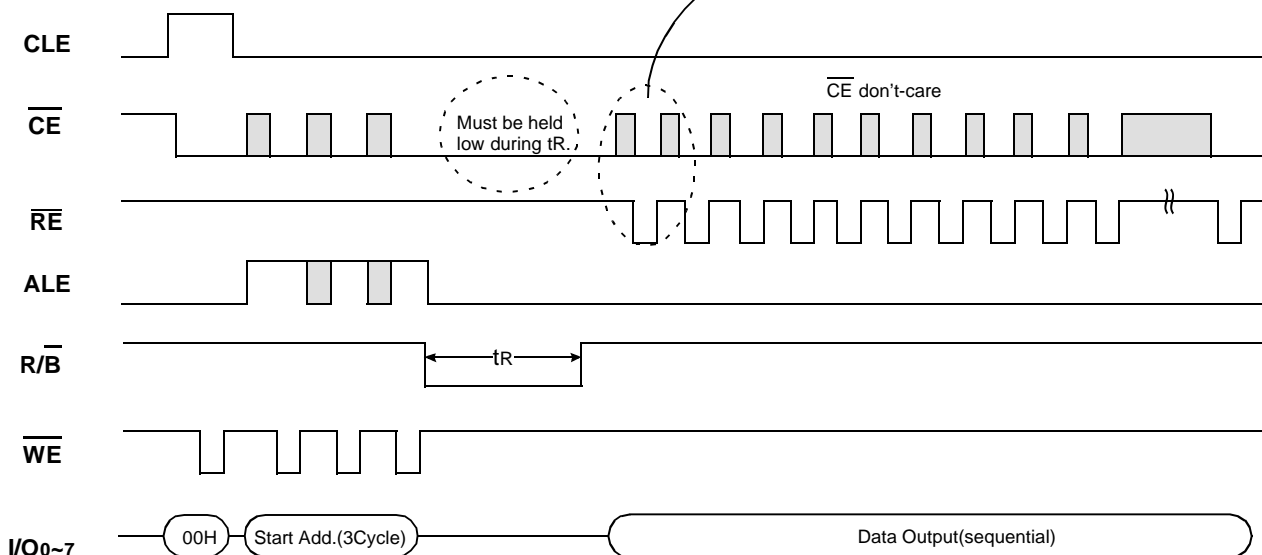 CLE
CE don't-care
CE
Must be held
low during tR.
RE
ALE
R/B
tR
WE
I/O0~7
00H
Start Add.(3Cycle)
Data Output(sequential)